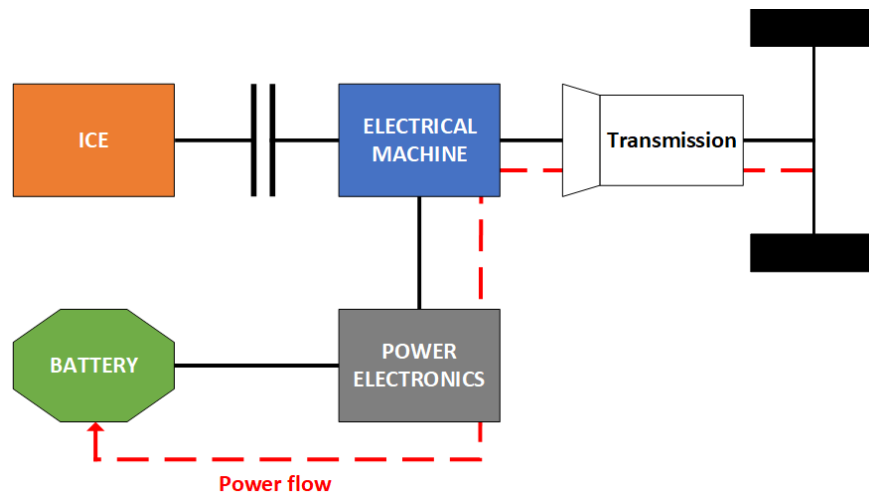 ICE
ELECTRICAL
MACHINE
Transmission
BATTERY
POWER
ELECTRONICS
Power flow